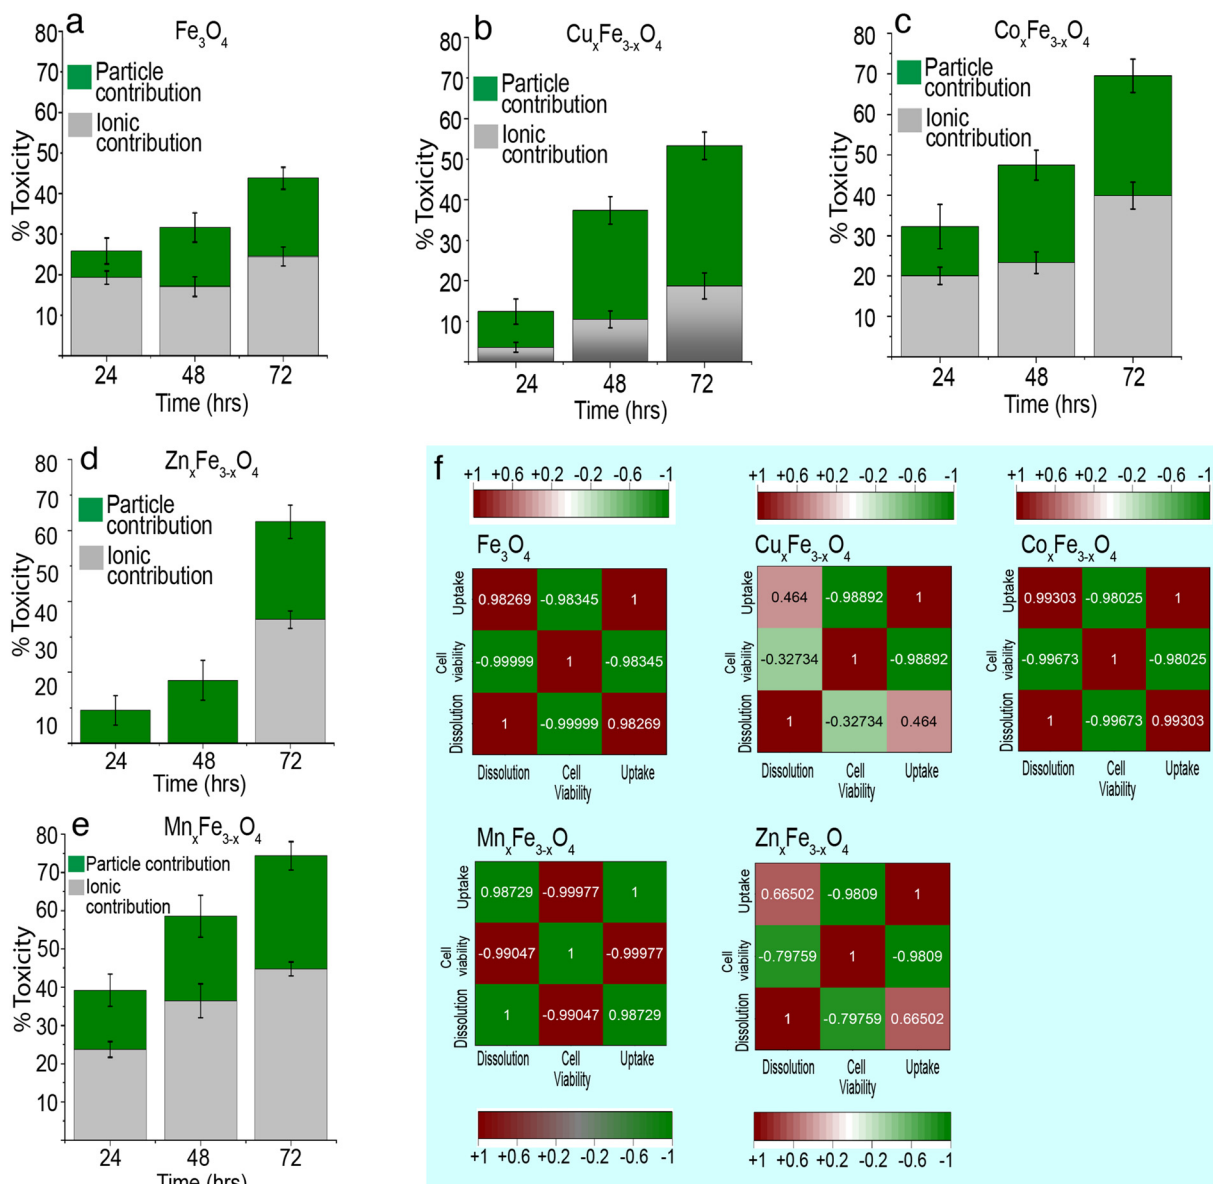 a
Fe3O4
80
70
60
50
40
30
20
10
% Toxicity
Particle
contribution
Ionic
contribution
24 48 72
Time (hrs)
b
CuxFe3-xO4
80
70
60
50
40
30
20
10
% Toxicity
Particle
contribution
Ionic
contribution
24 48 72
Time (hrs)
c
CoxFe3-xO4
80
70
60
50
40
30
20
10
% Toxicity
Particle
contribution
Ionic
contribution
24 48 72
Time (hrs)
d
ZnxFe3-xO4
80
70
60
50
40
30
20
10
% Toxicity
Particle
contribution
Ionic
contribution
24 48 72
Time (hrs)
e
MnxFe3-xO4
80
70
60
50
40
30
20
10
% Toxicity
Particle contribution
Ionic
contribution
24 48 72
Time (hrs)
f
+1 +0.6 +0.2 -0.2 -0.6 -1
Fe3O4
Uptake
0.98269 -0.98345 1
Cell
viability
-0.99999 1 -0.98345
Dissolution
1 -0.99999 0.98269
Dissolution Cell Uptake
Viability
+1 +0.6 +0.2 -0.2 -0.6 -1
CuxFe3-xO4
Uptake
0.464 -0.98892 1
Cell
viability
-0.32734 1 -0.98892
Dissolution
1 -0.32734 0.464
Dissolution Cell Uptake
Viability
+1 +0.6 +0.2 -0.2 -0.6 -1
CoxFe3-xO4
Uptake
0.99303 -0.98025 1
Cell
viability
-0.99673 1 -0.98025
Dissolution
1 -0.99673 0.99303
Dissolution Cell Uptake
Viability
MnxFe3-xO4
Uptake
0.98729 -0.99977 1
Cell
viability
-0.99047 1 -0.99977
Dissolution
1 -0.99047 0.98729
Dissolution Cell Uptake
Viability
+1 +0.6 +0.2 -0.2 -0.6 -1
ZnxFe3-xO4
Uptake
0.66502 -0.9809 1
Cell
viability
-0.79759 1 -0.9809
Dissolution
1 -0.79759 0.66502
Dissolution Cell Uptake
Viability
+1 +0.6 +0.2 -0.2 -0.6 -1